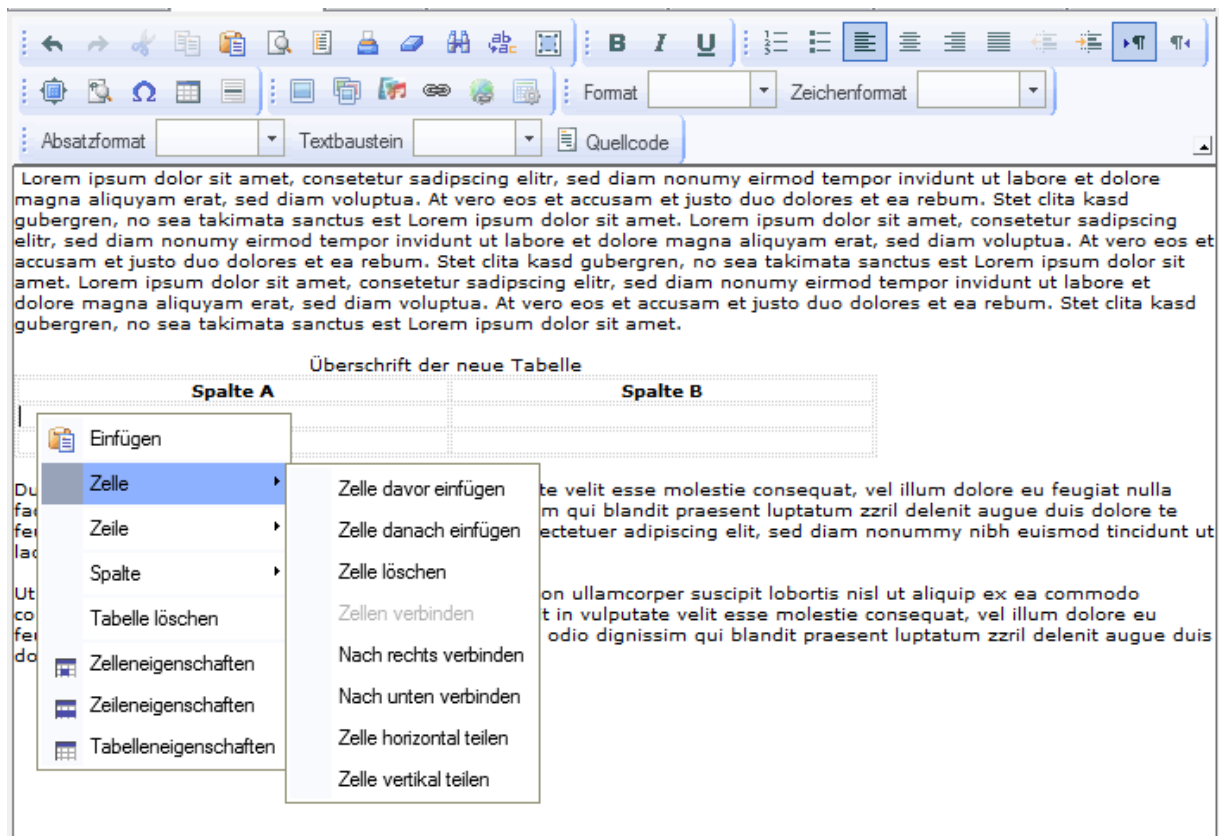 B I U
Format Zeichenformat
Absatzformat Textbaustein Quellcode
Lorem ipsum dolor sit amet, consetetur sadipscing elitr, sed diam nonumy eirmod tempor invidunt ut labore et dolore
magna aliquyam erat, sed diam voluptua. At vero eos et accusam et justo duo dolores et ea rebum. Stet clita kasd
gubergren, no sea takimata sanctus est Lorem ipsum dolor sit amet. Lorem ipsum dolor sit amet, consetetur sadipscing
elitr, sed diam nonumy eirmod tempor invidunt ut labore et dolore magna aliquyam erat, sed diam voluptua. At vero eos et
accusam et justo duo dolores et ea rebum. Stet clita kasd gubergren, no sea takimata sanctus est Lorem ipsum dolor sit
amet. Lorem ipsum dolor sit amet, consetetur sadipscing elitr, sed diam nonumy eirmod tempor invidunt ut labore et
dolore magna aliquyam erat, sed diam voluptua. At vero eos et accusam et justo duo dolores et ea rebum. Stet clita kasd
gubergren, no sea takimata sanctus est Lorem ipsum dolor sit amet.
Überschrift der neue Tabelle
Spalte A Spalte B
Einfügen
Zelle
Zeile
Spalte
Tabelle löschen
Zelleneigenschaften
Zeileneigenschaften
Tabelleneigenschaften
Zelle davor einfügen
Zelle danach einfügen
Zelle löschen
Zellen verbinden
Nach rechts verbinden
Nach unten verbinden
Zelle horizontal teilen
Zelle vertikal teilen
te velit esse molestie consequat, vel illum dolore eu feugiat nulla
m qui blandit praesent luptatum zzril delenit augue duis dolore te
ectetuer adipiscing elit, sed diam nonummy nibh euismod tincidunt ut
Ut on ullamcorper suscipit lobortis nisl ut aliquip ex ea commodo
co t in vulputate velit esse molestie consequat, vel illum dolore eu
odio dignissim qui blandit praesent luptatum zzril delenit augue duis
do